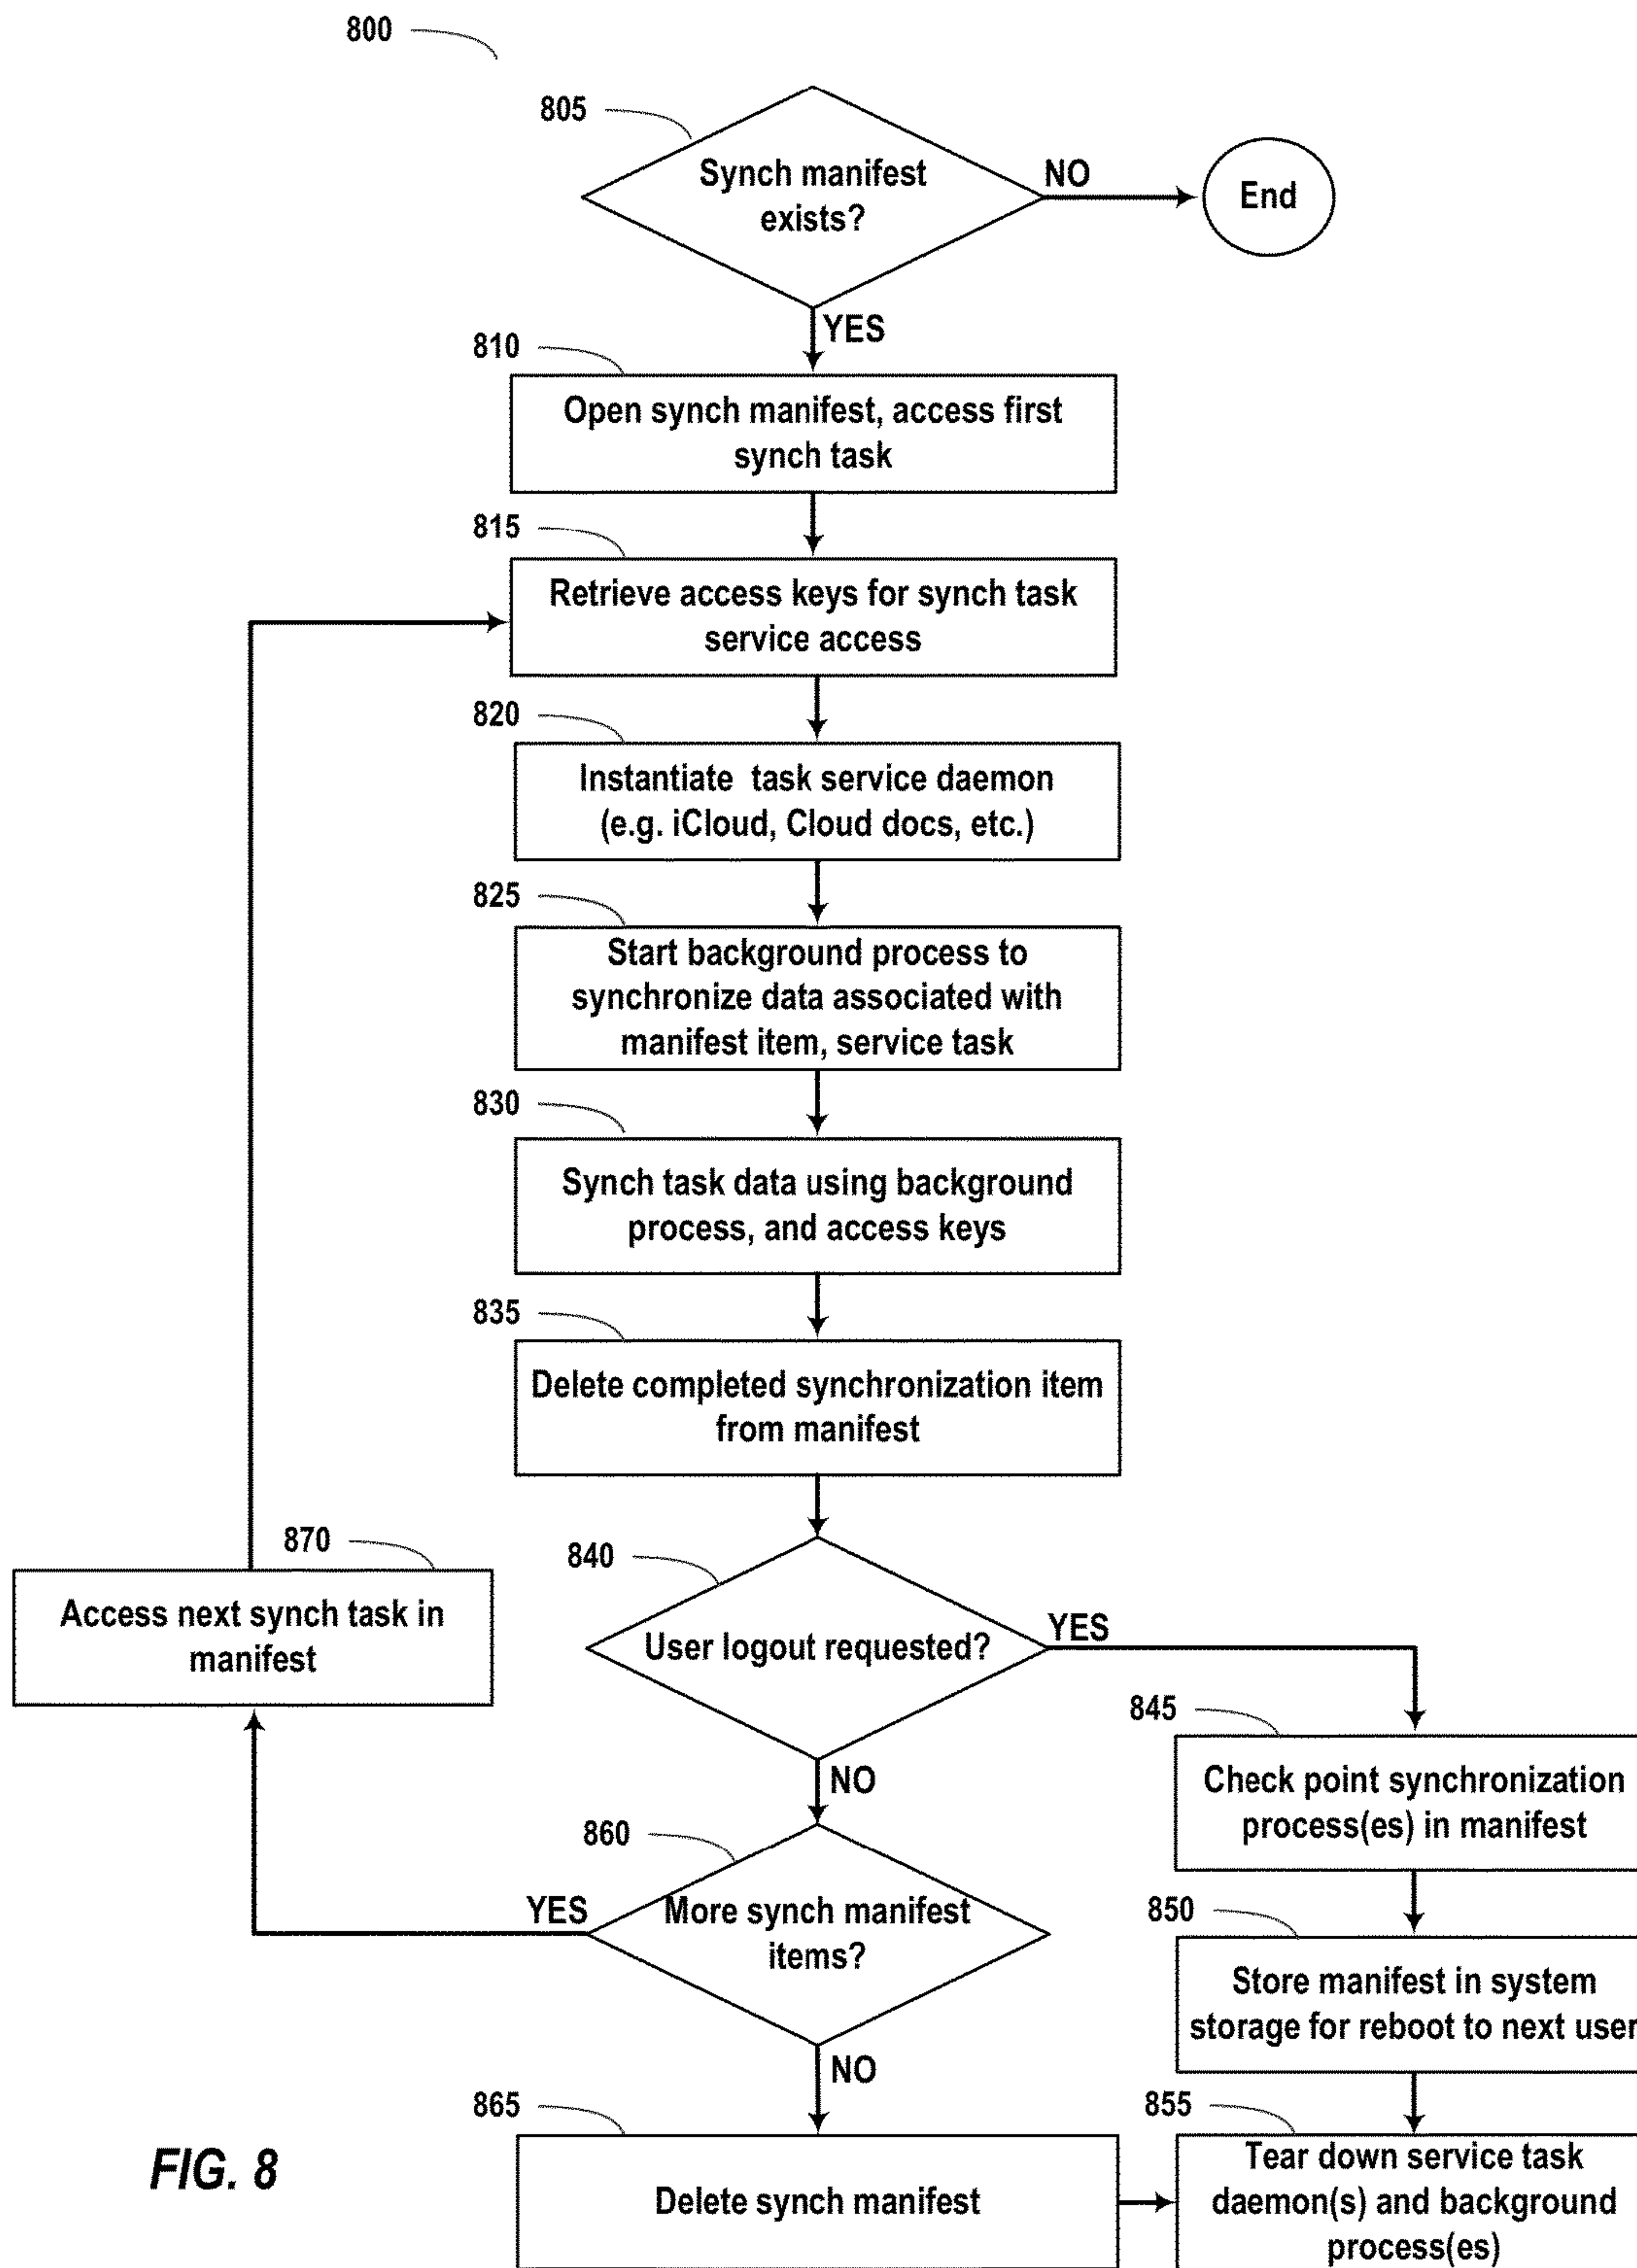 800
805
Synch manifest
exists?
NO
End
YES
810
Open synch manifest, access first
synch task
815
Retrieve access keys for synch task
service access
820
Instantiate task service daemon
(e.g. iCloud, Cloud docs, etc.)
825
Start background process to
synchronize data associated with
manifest item, service task
830
Synch task data using background
process, and access keys
835
Delete completed synchronization item
from manifest
870
Access next synch task in
manifest
840
User logout requested?
YES
NO
845
Check point synchronization
process(es) in manifest
860
More synch manifest
items?
YES
NO
850
Store manifest in system
storage for reboot to next user
865
Delete synch manifest
855
Tear down service task
daemon(s) and background
process(es)
FIG. 8